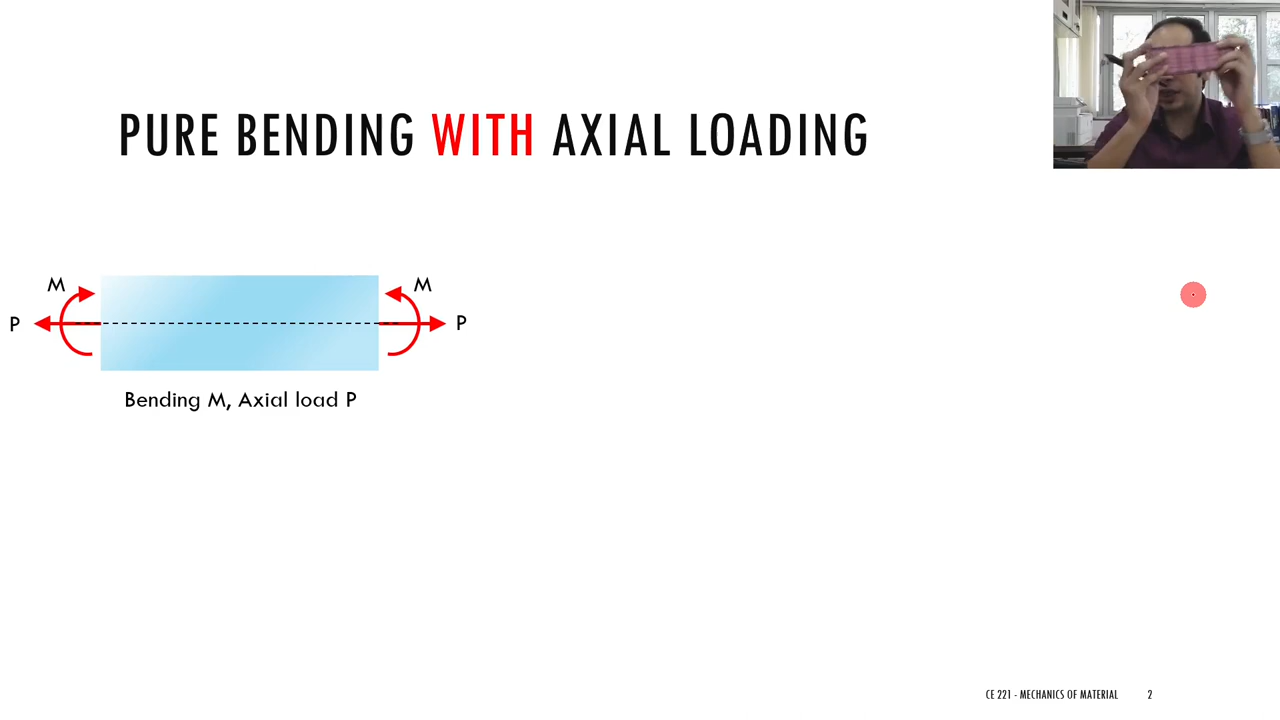 PURE BENDING WITH AXIAL LOADING
M M
P P
Bending M, Axial load P
CE 221 - MECHANICS OF MATERIAL 2